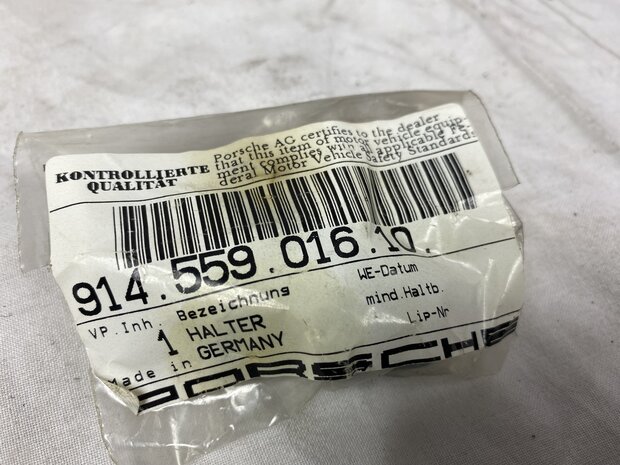 KONTROLLIERTE
QUALITÄT
Porsche AG certifies to the dealer
that this item of motor vehicle equip-
ment complies with all applicable Fe-
deral Motor Vehicle Safety Standards
914.559.016.10.
VP.Inh. Bezeichnung WE-Datum
1 HALTER mind.Haltb.
Made in GERMANY Lip-Nr
PORSCHE